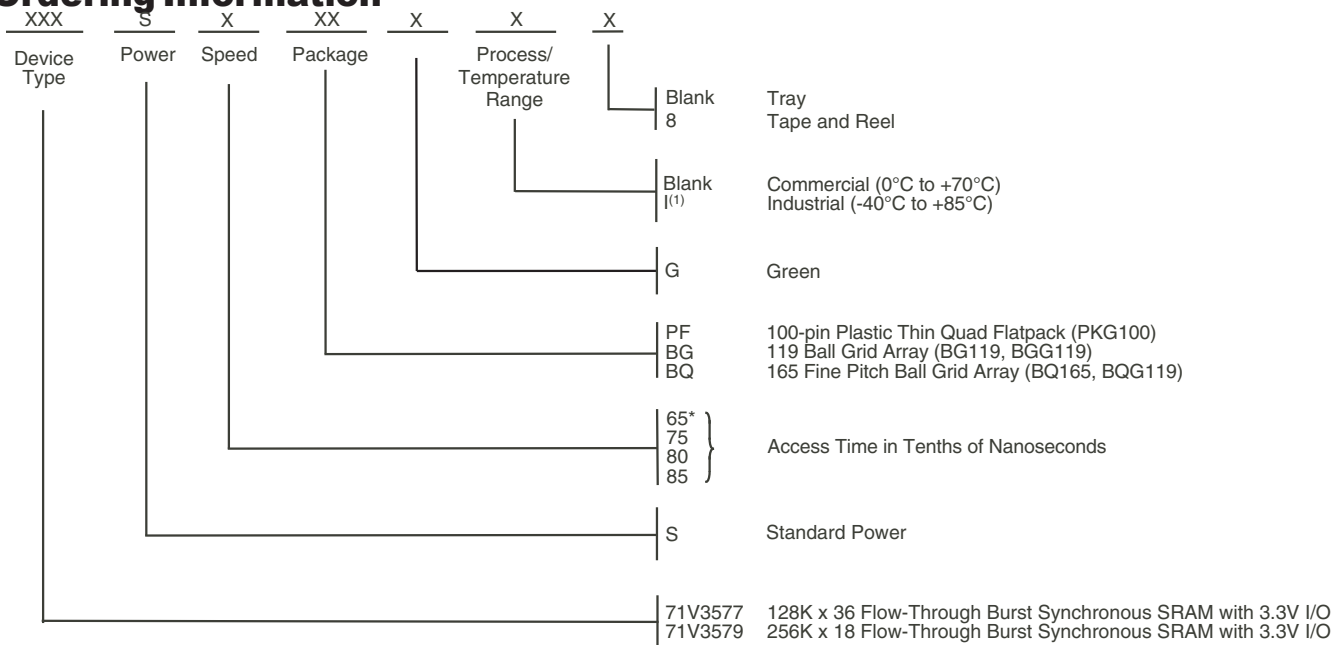 Ordering Information
XXX S X XX X X X
Device Type
Power
Speed
Package
Process/
Temperature
Range
Blank Tray
8 Tape and Reel
Blank Commercial (0°C to +70°C)
I(1) Industrial (-40°C to +85°C)
G Green
PF 100-pin Plastic Thin Quad Flatpack (PKG100)
BG 119 Ball Grid Array (BG119, BGG119)
BQ 165 Fine Pitch Ball Grid Array (BQ165, BQG119)
65*
75
80
85
Access Time in Tenths of Nanoseconds
S Standard Power
71V3577 128K x 36 Flow-Through Burst Synchronous SRAM with 3.3V I/O
71V3579 256K x 18 Flow-Through Burst Synchronous SRAM with 3.3V I/O